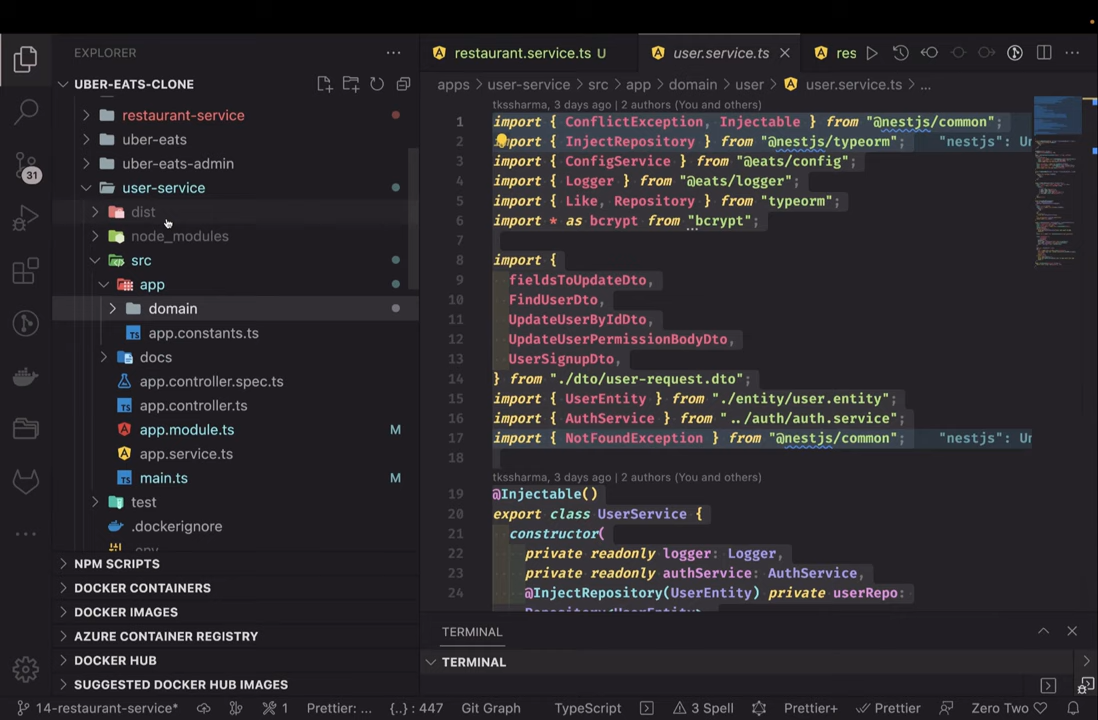 EXPLORER
UBER-EATS-CLONE
restaurant-service
uber-eats
uber-eats-admin
user-service
dist
node_modules
src
app
domain
app.constants.ts
docs
app.controller.spec.ts
app.controller.ts
app.module.ts M
app.service.ts
main.ts M
test
.dockerignore
.env
NPM SCRIPTS
DOCKER CONTAINERS
DOCKER IMAGES
AZURE CONTAINER REGISTRY
DOCKER HUB
SUGGESTED DOCKER HUB IMAGES
31
restaurant.service.ts U
user.service.ts
res
apps > user-service > src > app > domain > user > user.service.ts > ...
tkssharma, 3 days ago | 2 authors (You and others)
1 import { ConflictException, Injectable } from "@nestjs/common";
2 import { InjectRepository } from "@nestjs/typeorm"; "nestjs": Un
3 import { ConfigService } from "@eats/config";
4 import { Logger } from "@eats/logger";
5 import { Like, Repository } from "typeorm";
6 import * as bcrypt from "bcrypt";
7
8 import {
9 fieldsToUpdateDto,
10 FindUserDto,
11 UpdateUserByIdDto,
12 UpdateUserPermissionBodyDto,
13 UserSignupDto,
14 } from "./dto/user-request.dto";
15 import { UserEntity } from "./entity/user.entity";
16 import { AuthService } from "../auth/auth.service";
17 import { NotFoundException } from "@nestjs/common"; "nestjs": Un
18
tkssharma, 3 days ago | 2 authors (You and others)
19 @Injectable()
20 export class UserService {
21 constructor(
22 private readonly logger: Logger,
23 private readonly authService: AuthService,
24 @InjectRepository(UserEntity) private userRepo:
Repository<UserEntity>
TERMINAL
TERMINAL
14-restaurant-service* 1 Prettier: ... {..} : 447 Git Graph TypeScript 3 Spell Prettier+ Prettier Zero Two